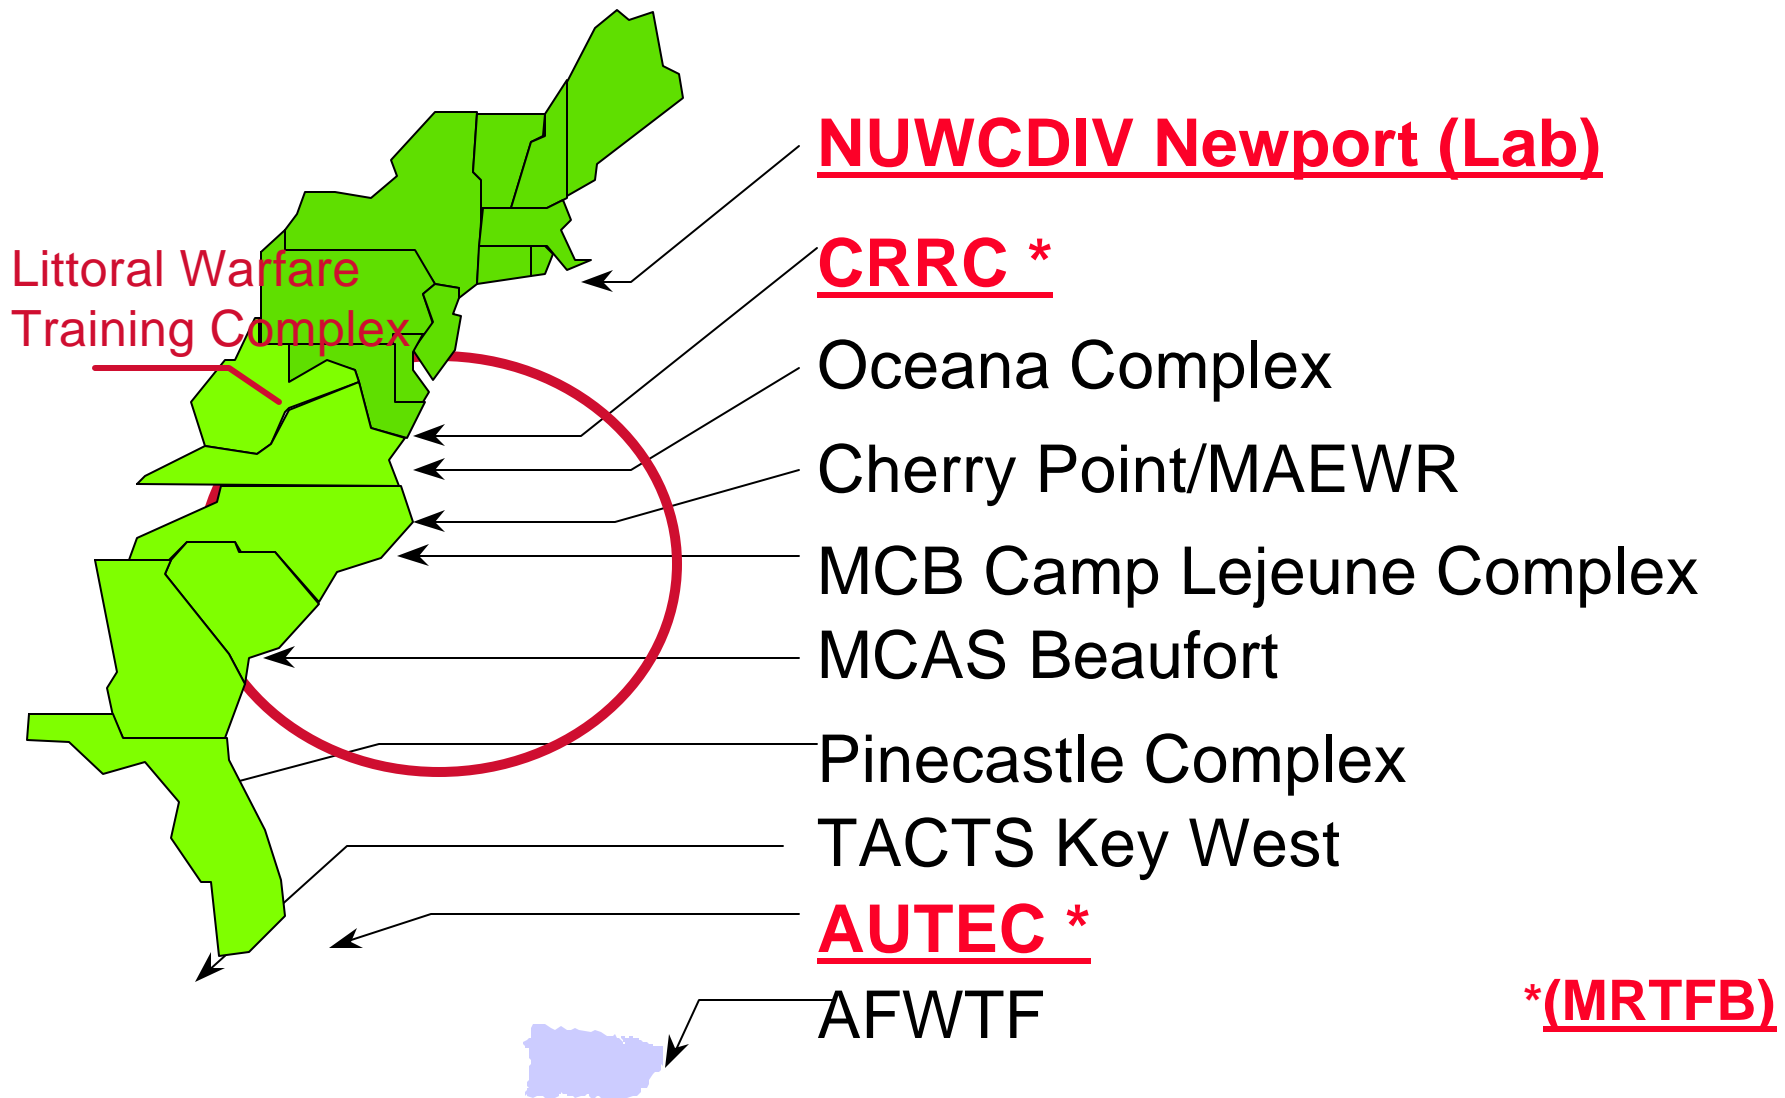 NUWCDIV Newport (Lab)
Littoral Warfare
Training Complex
CRRC *
Oceana Complex
Cherry Point/MAEWR
MCB Camp Lejeune Complex
MCAS Beaufort
Pinecastle Complex
TACTS Key West
AUTEC *
AFWTF
*(MRTFB)